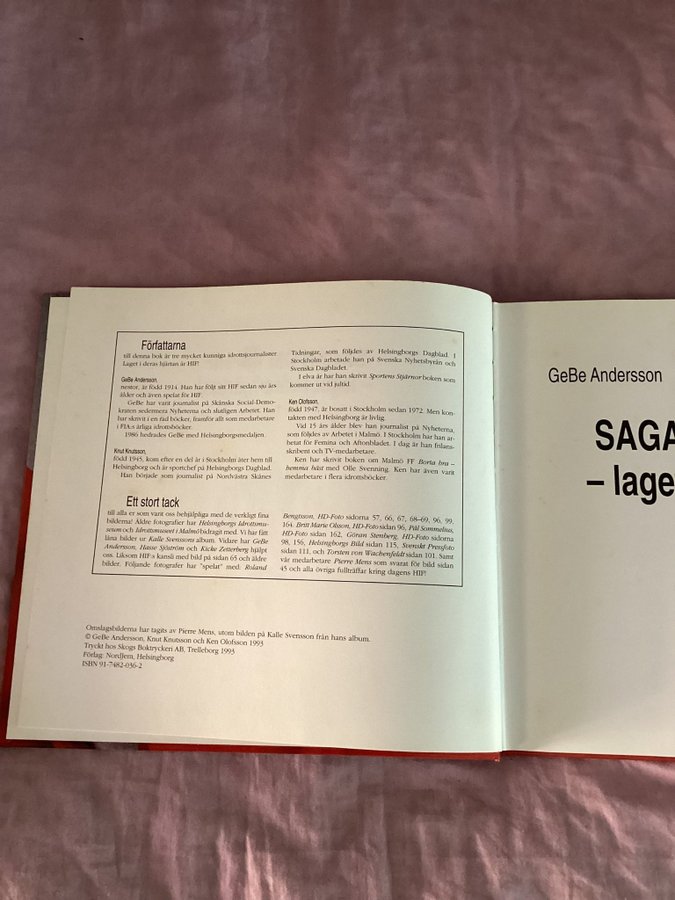 Författarna
till denna bok är tre mycket kunniga idrottsjournalister.
Laget i deras hjärtan är HIF!
GeBe Andersson,
nestor, är född 1914. Han har följt sitt HIF sedan sju års
ålder och även spelat för HIF.
GeBe har varit journalist på Skånska Social-Demo-
kraten sedermera Nyheterna och slutligen Arbetet. Han
har skrivit i en rad böcker, framför allt som medarbetare
i FIA:s årliga idrottsböcker.
1986 hedrades GeBe med Helsingborgsmedaljen.
Knut Knutsson,
född 1945, kom efter en del år i Stockholm åter hem till
Helsingborg och är sportchef på Helsingborgs Dagblad.
Han började som journalist på Nordvästra Skånes
Tidningar, som följdes av Helsingborgs Dagblad. I
Stockholm arbetade han på Svenska Nyhetsbyrån och
Svenska Dagbladet.
I elva år har han skrivit Sportens Stjärnor boken som
kommer ut vid jultid.
Ken Olofsson,
född 1947, är bosatt i Stockholm sedan 1972. Men kon-
takten med Helsingborg är livlig.
Vid 15 års ålder blev han journalist på Nyheterna,
som följdes av Arbetet i Malmö. I Stockholm har han ar-
betat för Femina och Aftonbladet. I dag är han frilans-
skribent och TV-medarbetare.
Ken har skrivit boken om Malmö FF Borta bra –
hemma bäst med Olle Svenning. Ken har även varit
medarbetare i flera idrottsböcker.
Ett stort tack
till alla er som varit oss behjälpliga med de verkligt fina
bilderna! Äldre fotografier har Helsingborgs Idrottsmu-
seum och Idrottsmuseet i Malmö bidragit med. Vi har fått
låna bilder ur Kalle Svenssons album. Vidare har GeBe
Andersson, Hasse Sjöström och Kicke Zetterberg hjälpt
oss. Liksom HIF:s kansli med bild på sidan 65 och äldre
bilder. Följande fotografer har "spelat" med: Roland
Bengtsson, HD-Foto sidorna 57, 66, 67, 68–69, 96, 99,
164. Britt Marie Olsson, HD-Foto sidan 96, Pål Sommelius,
HD-Foto sidan 162, Göran Stenberg, HD-Foto sidorna
98, 156, Helsingborgs Bild sidan 115, Svenskt Pressfoto
sidan 111, och Torsten von Wachenfeldt sidan 101. Samt
vår medarbetare Pierre Mens som svarat för bild sidan
45 och alla övriga fullträffar kring dagens HIF!
Omslagsbilderna har tagits av Pierre Mens, utom bilden på Kalle Svensson från hans album.
© GeBe Andersson, Knut Knutsson och Ken Olofsson 1993
Tryckt hos Skogs Boktryckeri AB, Trelleborg 1993
Förlag: NordJem, Helsingborg
ISBN 91-7482-036-2
GeBe Andersson
SAGA
– lage